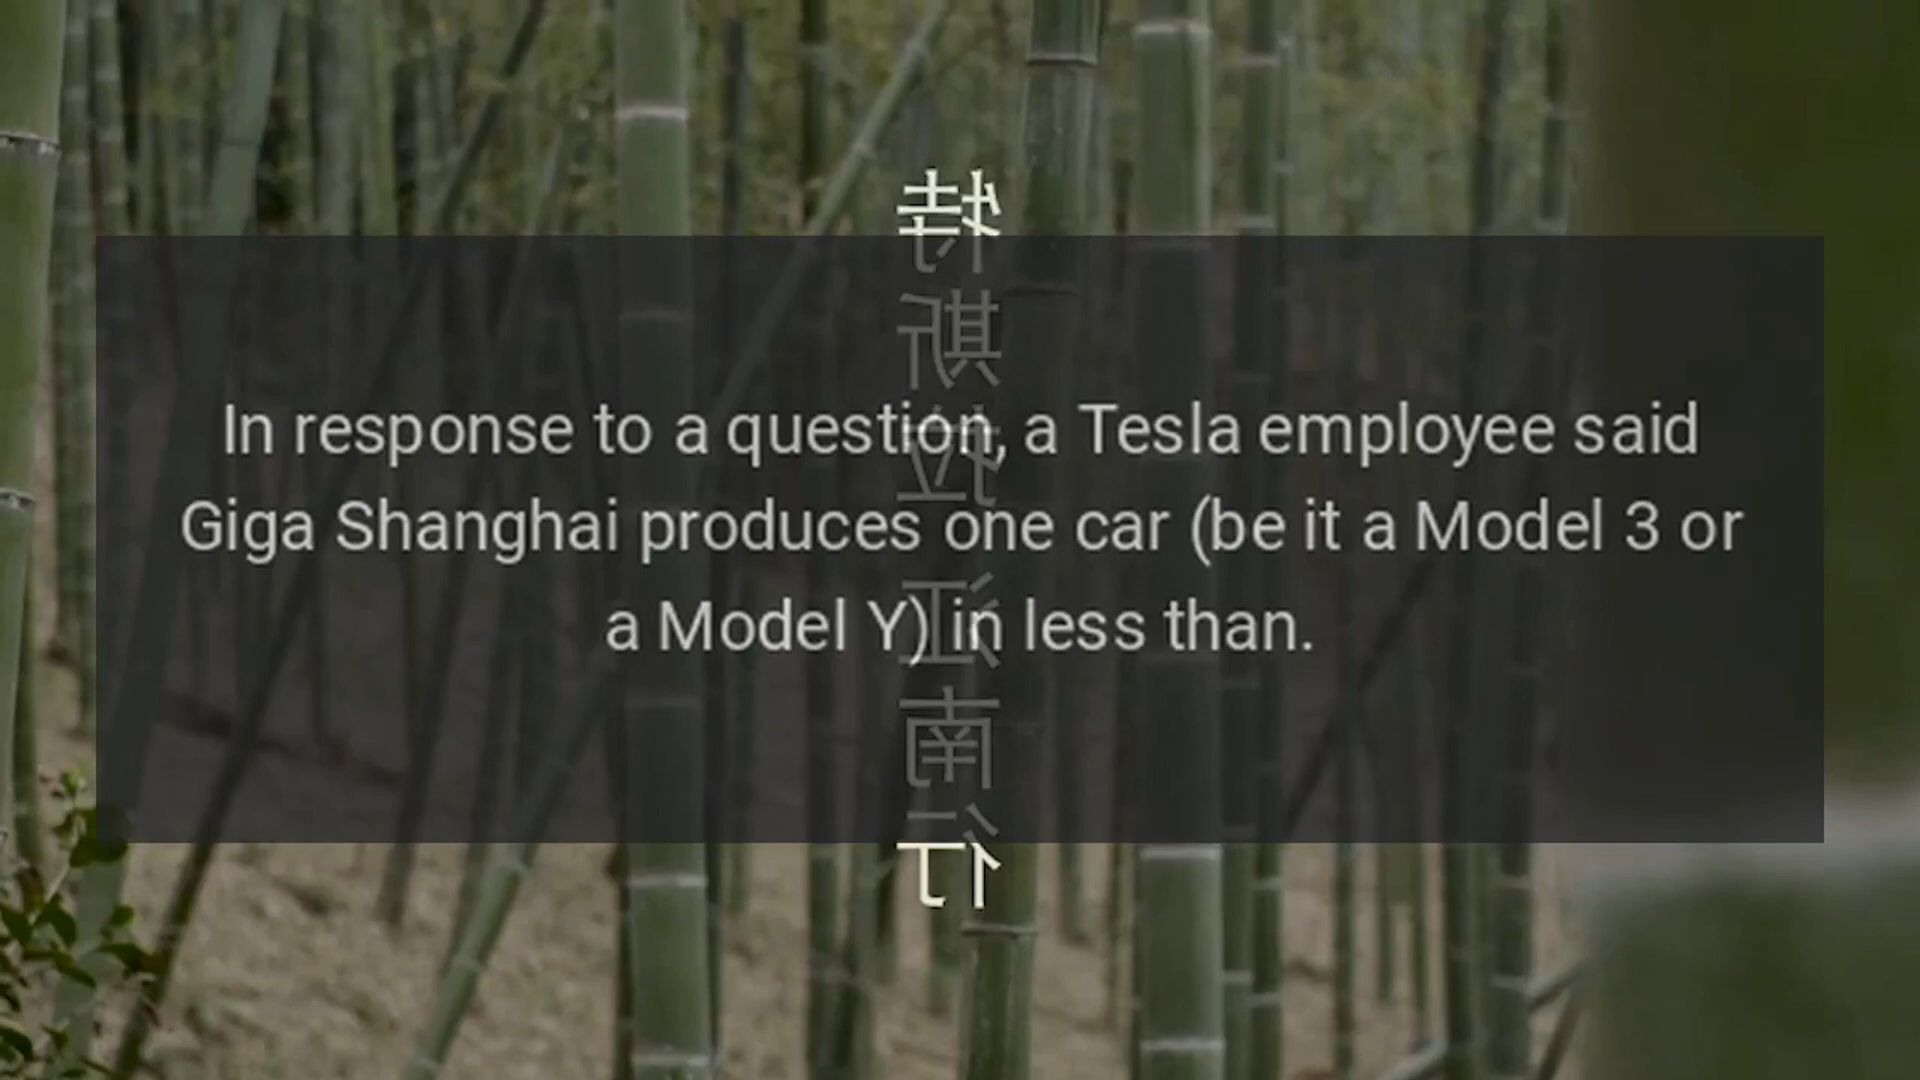 特斯拉江南行
In response to a question, a Tesla employee said
Giga Shanghai produces one car (be it a Model 3 or
a Model Y) in less than.